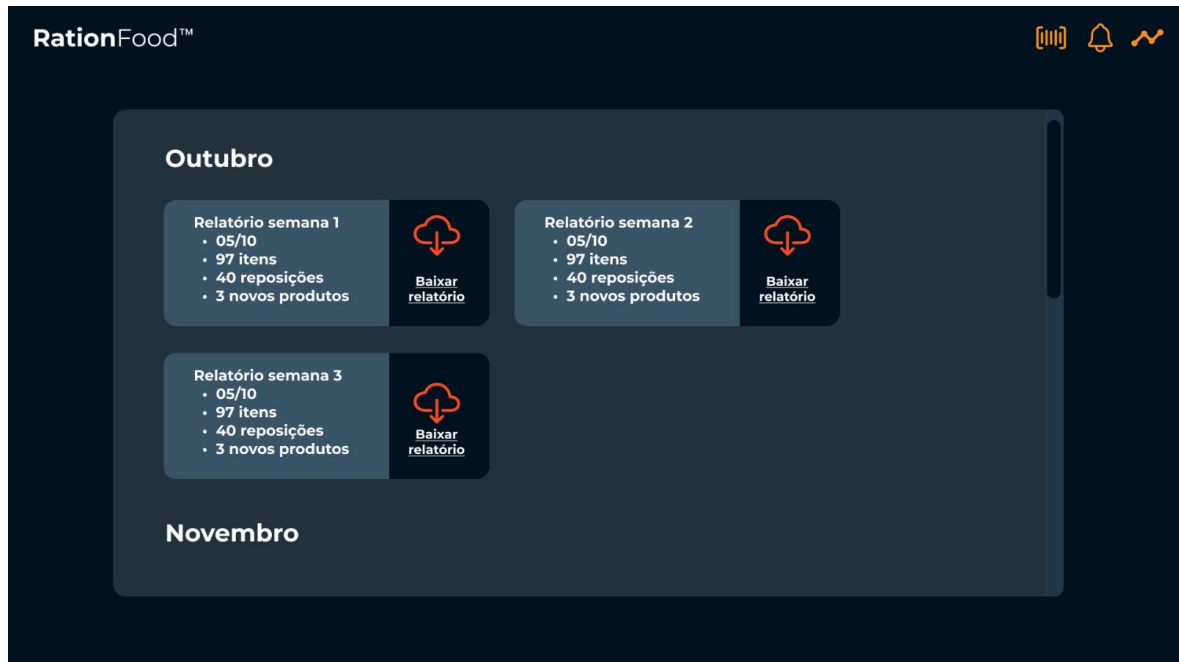 RationFood™
Outubro
Relatório semana 1
• 05/10
• 97 itens
• 40 reposições
• 3 novos produtos
Baixar
relatório
Relatório semana 2
• 05/10
• 97 itens
• 40 reposições
• 3 novos produtos
Baixar
relatório
Relatório semana 3
• 05/10
• 97 itens
• 40 reposições
• 3 novos produtos
Baixar
relatório
Novembro